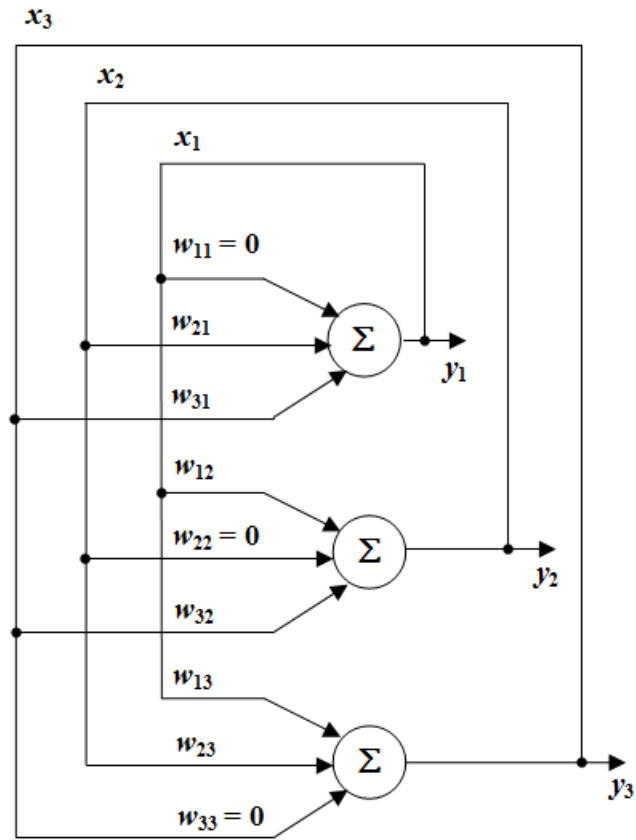 x₃
x₂
x₁
w₁₁ = 0
w₂₁
Σ
y₁
w₃₁
w₁₂
w₂₂ = 0
Σ
y₂
w₃₂
w₁₃
w₂₃
Σ
y₃
w₃₃ = 0